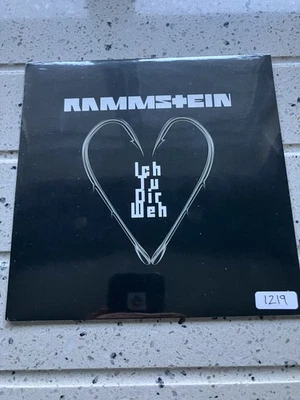 RAMMSTEIN
Ich
Tu
Dir
Weh
1219